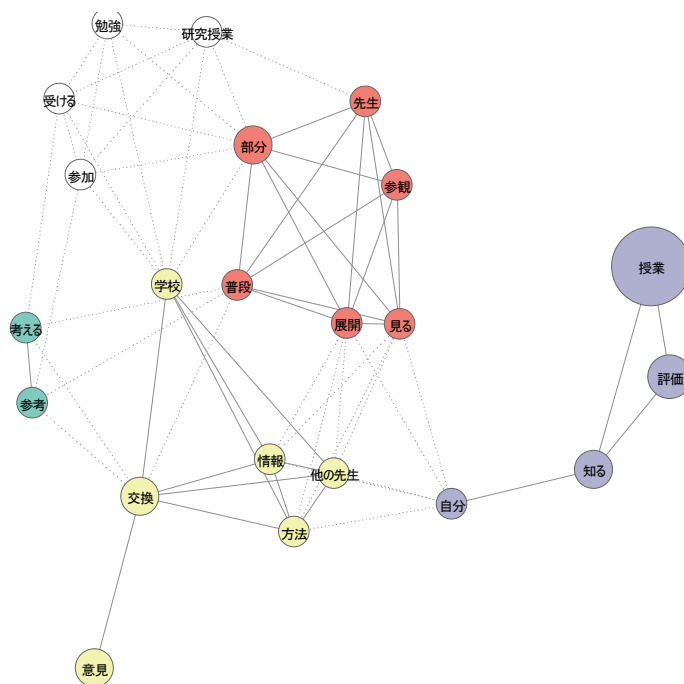 勉強
研究授業
受ける
先生
部分
参加
参観
授業
学校
普段
考える
展開
見る
評価
参考
情報
他の先生
知る
交換
自分
方法
意見